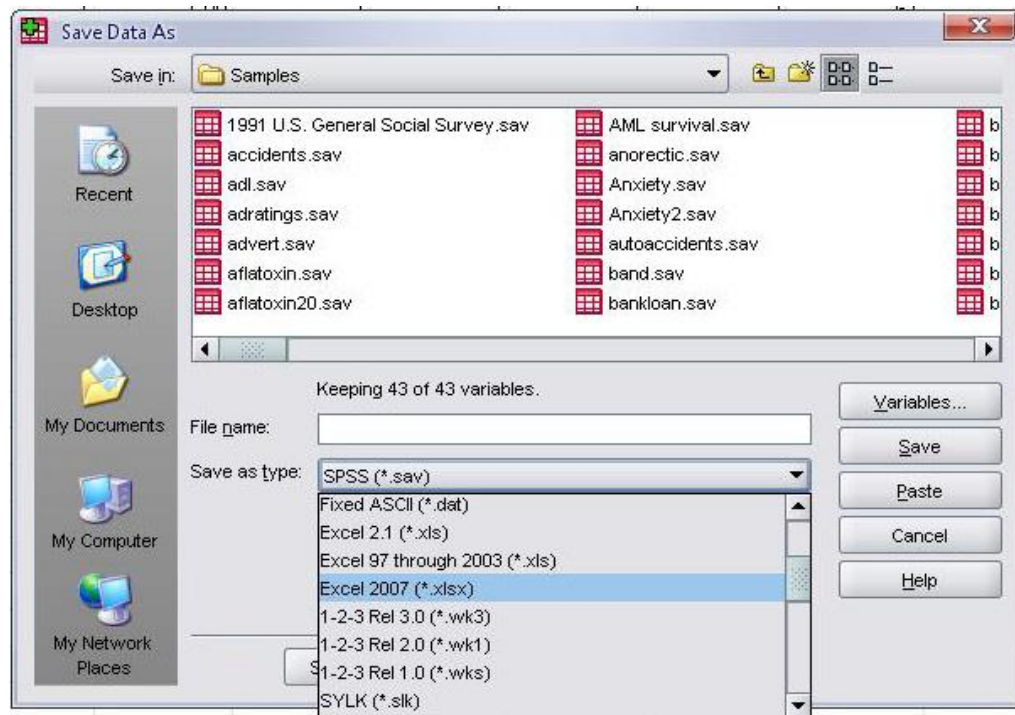 Save Data As
Save in: Samples
Recent
Desktop
My Documents
My Computer
My Network
Places
1991 U.S. General Social Survey.sav
accidents.sav
adl.sav
adratings.sav
advert.sav
aflatoxin.sav
aflatoxin20.sav
AML survival.sav
anorectic.sav
Anxiety.sav
Anxiety2.sav
autoaccidents.sav
band.sav
bankloan.sav
b
b
b
b
b
b
b
Keeping 43 of 43 variables.
File name:
Save as type: SPSS (*.sav)
Fixed ASCII (*.dat)
Excel 2.1 (*.xls)
Excel 97 through 2003 (*.xls)
Excel 2007 (*.xlsx)
1-2-3 Rel 3.0 (*.wk3)
1-2-3 Rel 2.0 (*.wk1)
1-2-3 Rel 1.0 (*.wks)
SYLK (*.slk)
Variables...
Save
Paste
Cancel
Help